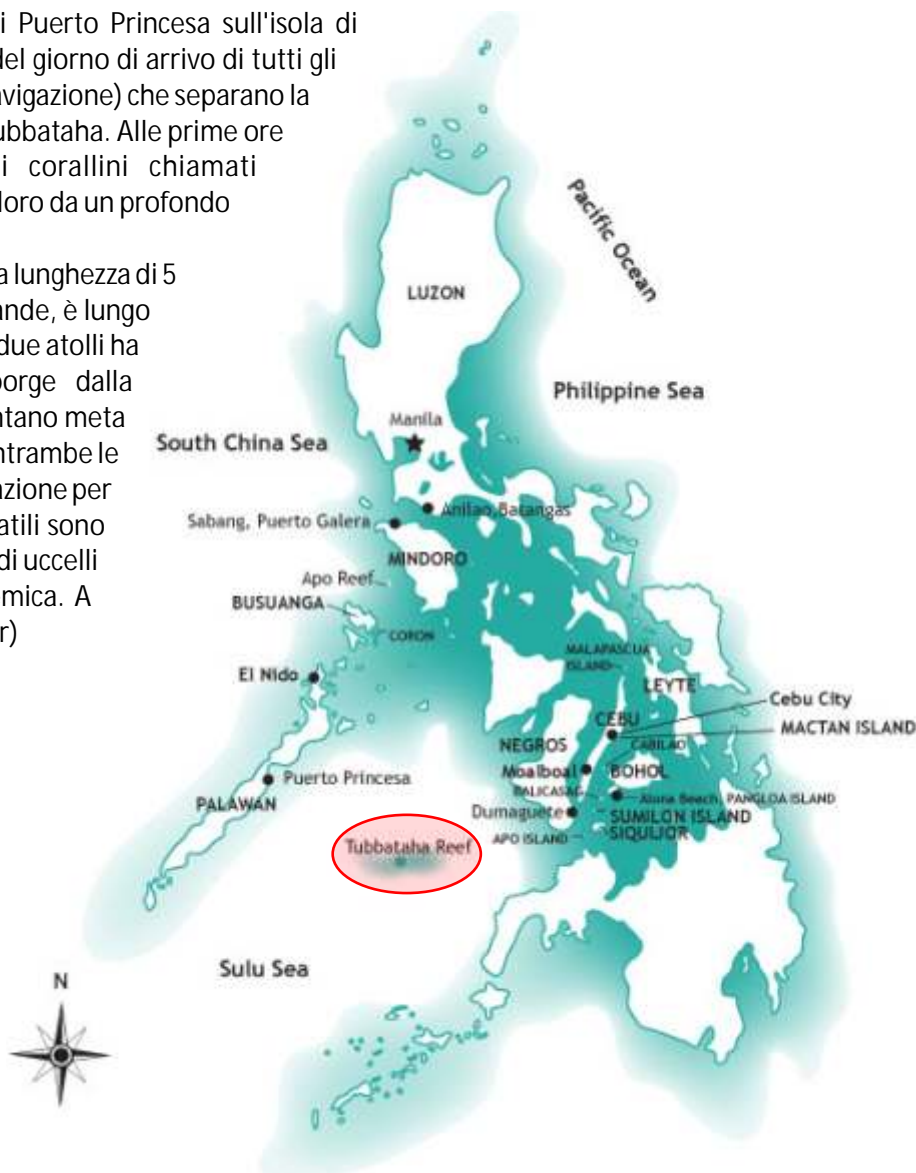 i Puerto Princesa sull'isola di
del giorno di arrivo di tutti gli
avigazione) che separano la
ubbataha. Alle prime ore
i corallini chiamati
loro da un profondo
a lunghezza di 5
ande, è lungo
due atolli ha
porge dalla
ntano meta
ntrambe le
azione per
atili sono
di uccelli
mica. A
r)
Pacific Ocean
LUZON
Philippine Sea
Manila
South China Sea
Anilao, Batangas
Sabang, Puerto Galera
MINDORO
Apo Reef
BUSUANGA
CORON
MALAPASCUA
ISLAND
El Nido
LEYTE
Cebu City
CEBU
MACTAN ISLAND
NEGROS
CABILAO
Moalboal
BOHOL
Puerto Princesa
BALICASAG
Alona Beach, PANGLOA ISLAND
PALAWAN
Dumaguete
SUMILON ISLAND
APO ISLAND
SIQUIJOR
Tubbataha Reef
Sulu Sea
N